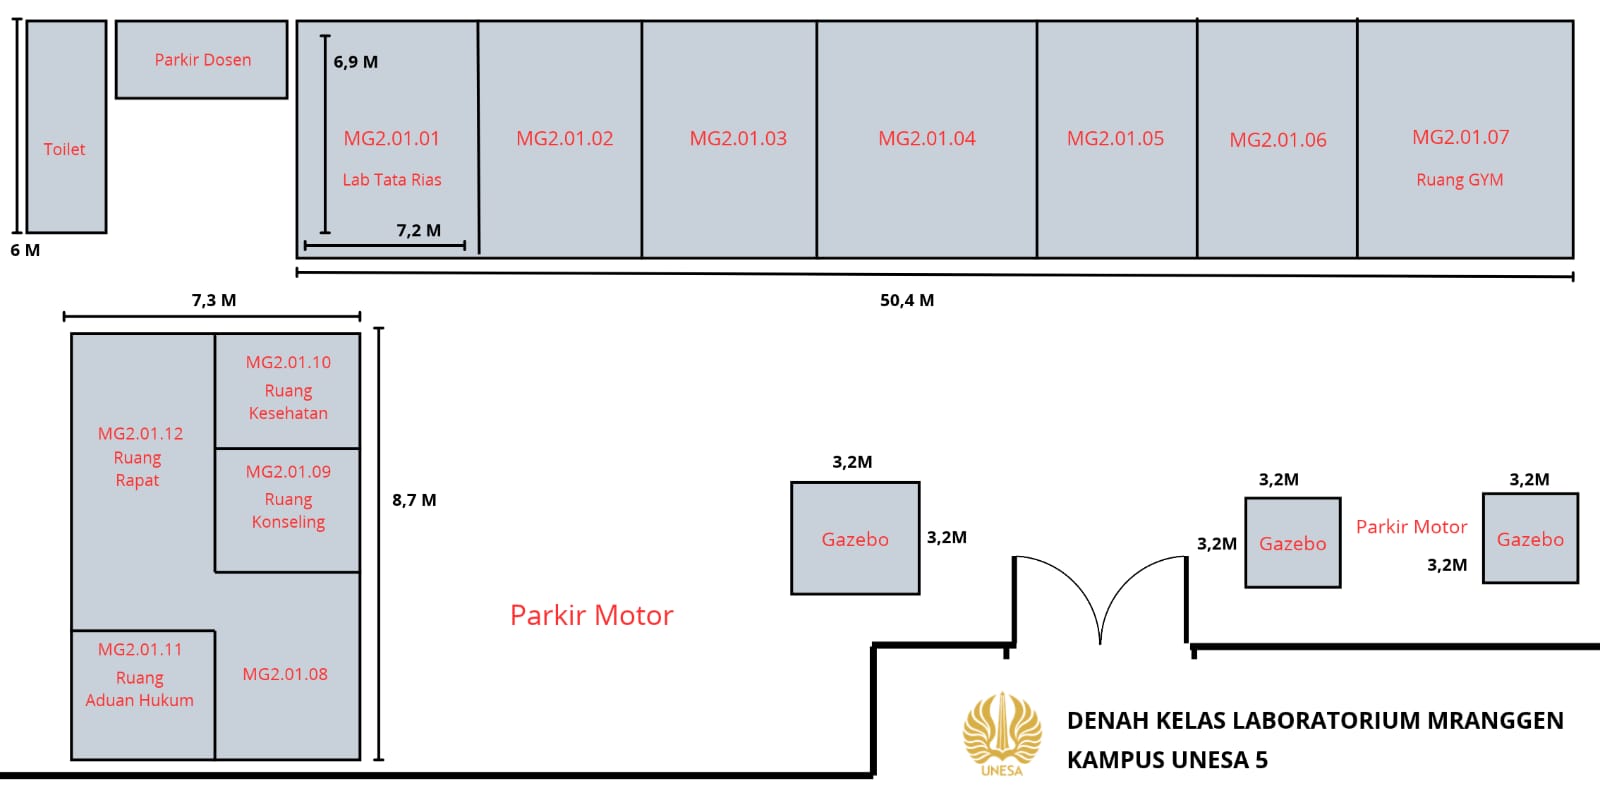 Toilet
6 M
Parkir Dosen
6,9 M
MG2.01.01
Lab Tata Rias
7,2 M
MG2.01.02
MG2.01.03
MG2.01.04
MG2.01.05
MG2.01.06
MG2.01.07
Ruang GYM
50,4 M
7,3 M
MG2.01.12
Ruang
Rapat
MG2.01.10
Ruang
Kesehatan
MG2.01.09
Ruang
Konseling
8,7 M
MG2.01.11
Ruang
Aduan Hukum
MG2.01.08
Parkir Motor
3,2M
Gazebo
3,2M
3,2M
3,2M
Gazebo
Parkir Motor
3,2M
3,2M
Gazebo
UNESA
DENAH KELAS LABORATORIUM MRANGGEN
KAMPUS UNESA 5